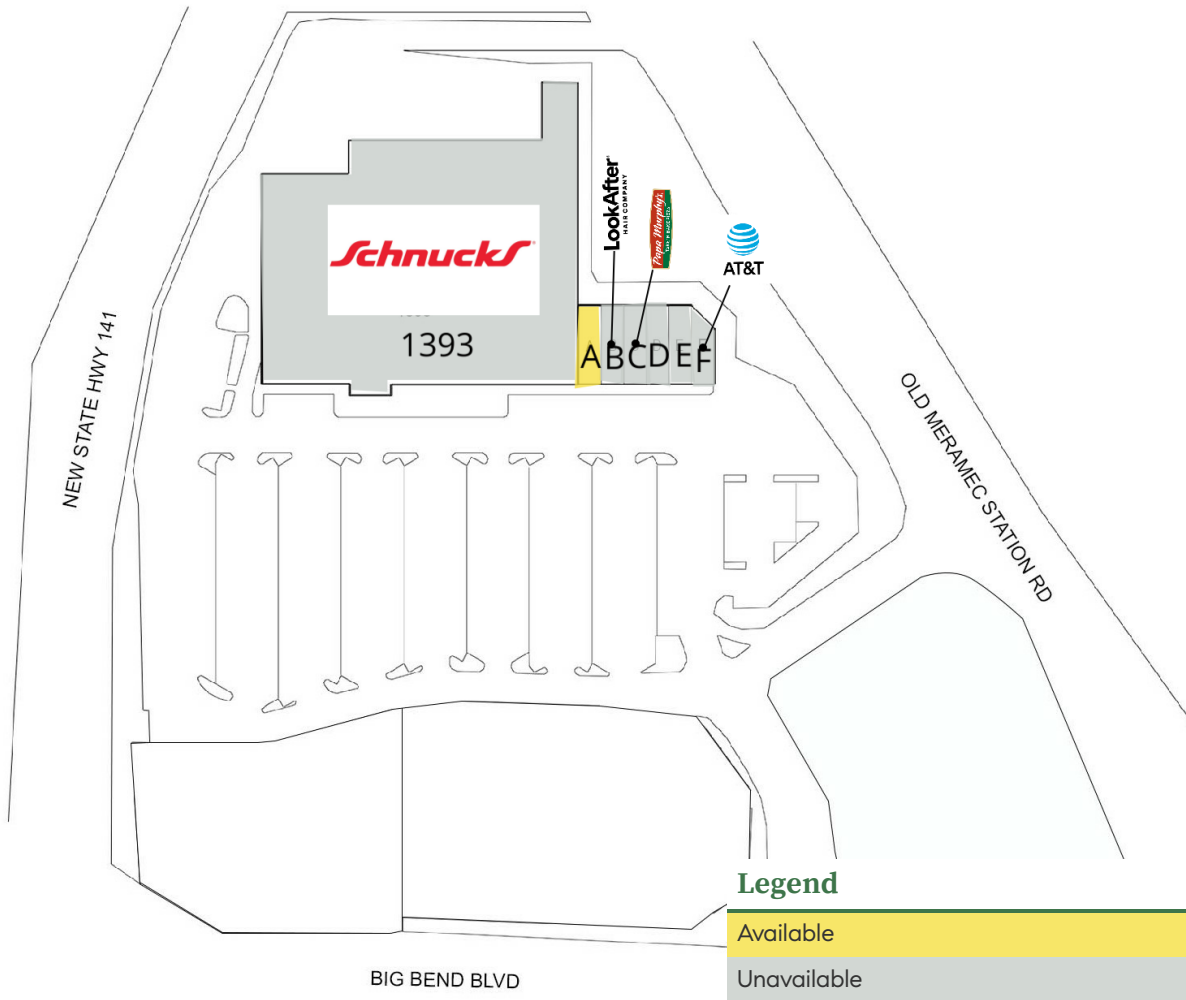 LookAfter
HAIR COMPANY
Papa Murphy's
AT&T
Schnucks
1393
A
B
C
D
E
F
NEW STATE HWY 141
OLD MERAMEC STATION RD
BIG BEND BLVD
Legend
Available
Unavailable